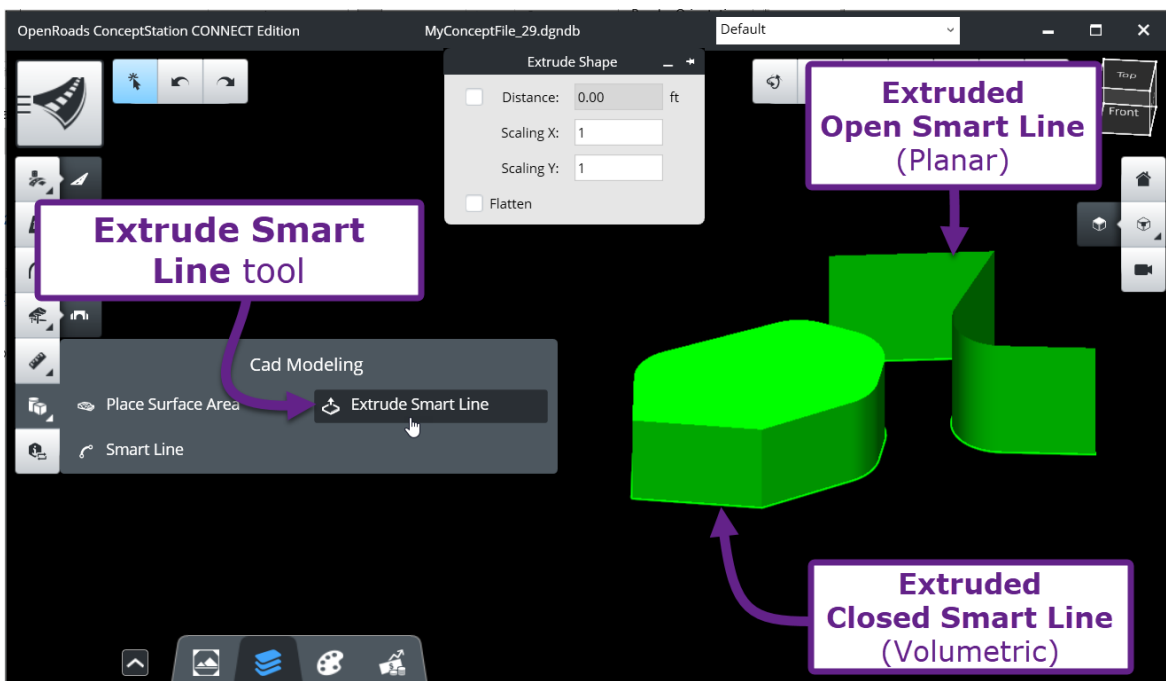 OpenRoads ConceptStation CONNECT Edition
MyConceptFile_29.dgndb
Default
Extrude Shape
Distance: 0.00 ft
Scaling X: 1
Scaling Y: 1
Flatten
Top
Front
Extruded
Open Smart Line
(Planar)
Extrude Smart
Line tool
Cad Modeling
Place Surface Area
Extrude Smart Line
Smart Line
Extruded
Closed Smart Line
(Volumetric)